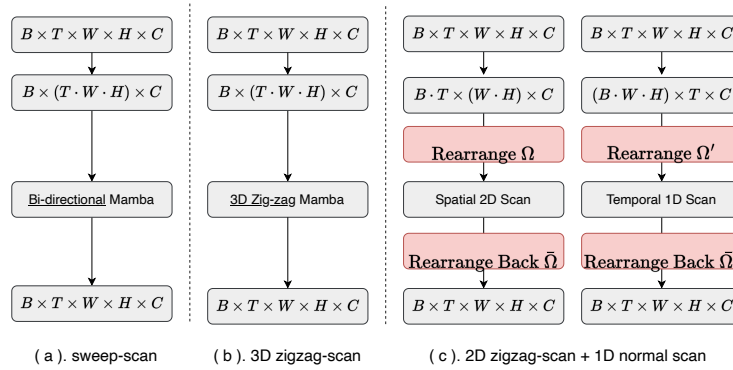 B × T × W × H × C
B × (T · W · H) × C
Bi-directional Mamba
B × T × W × H × C
( a ). sweep-scan
B × T × W × H × C
B × (T · W · H) × C
3D Zig-zag Mamba
B × T × W × H × C
( b ). 3D zigzag-scan
B × T × W × H × C
B · T × (W · H) × C
Rearrange Ω
Spatial 2D Scan
Rearrange Back Ω̄
B × T × W × H × C
B × T × W × H × C
(B · W · H) × T × C
Rearrange Ω′
Temporal 1D Scan
Rearrange Back Ω̄
B × T × W × H × C
( c ). 2D zigzag-scan + 1D normal scan